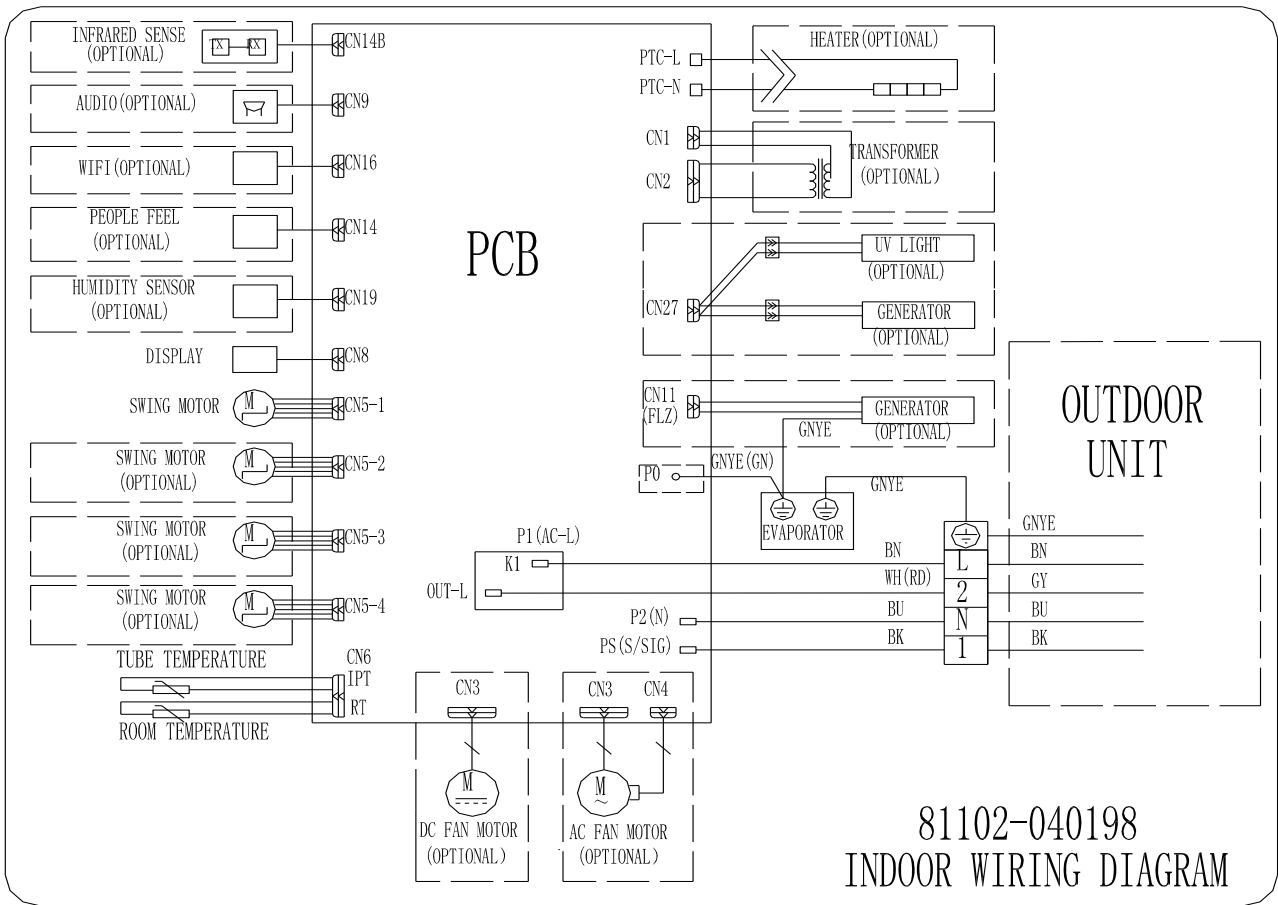 INFRARED SENSE
(OPTIONAL)
TX
RX
CN14B
AUDIO(OPTIONAL)
CN9
WIFI(OPTIONAL)
CN16
PEOPLE FEEL
(OPTIONAL)
CN14
HUMIDITY SENSOR
(OPTIONAL)
CN19
DISPLAY
CN8
SWING MOTOR
M
CN5-1
SWING MOTOR
(OPTIONAL)
M
CN5-2
SWING MOTOR
(OPTIONAL)
M
CN5-3
SWING MOTOR
(OPTIONAL)
M
CN5-4
TUBE TEMPERATURE
CN6
IPT
RT
ROOM TEMPERATURE
PCB
PTC-L
PTC-N
HEATER(OPTIONAL)
CN1
CN2
TRANSFORMER
(OPTIONAL)
CN27
UV LIGHT
(OPTIONAL)
GENERATOR
(OPTIONAL)
CN11
(FLZ)
GENERATOR
(OPTIONAL)
GNYE
P0
GNYE(GN)
GNYE
EVAPORATOR
P1(AC-L)
K1
OUT-L
P2(N)
PS(S/SIG)
BN
WH(RD)
BU
BK
L
2
N
1
GNYE
BN
GY
BU
BK
OUTDOOR
UNIT
CN3
M
DC FAN MOTOR
(OPTIONAL)
CN3
CN4
M
~
AC FAN MOTOR
(OPTIONAL)
81102-040198
INDOOR WIRING DIAGRAM